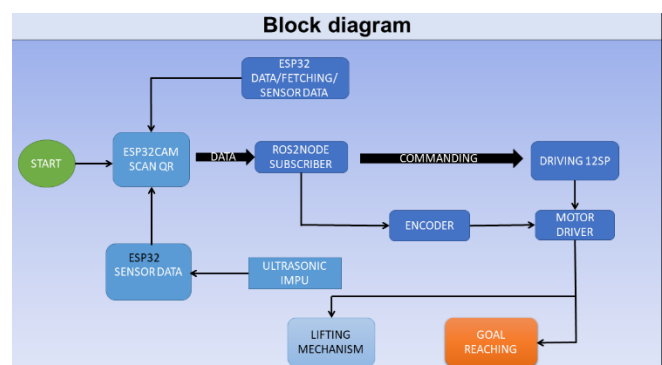 Block diagram
ESP32
DATA/FETCHING/
SENSOR DATA
START
ESP32CAM
SCAN QR
DATA
ROS2NODE
SUBSCRIBER
COMMANDING
DRIVING 12SP
ENCODER
MOTOR
DRIVER
ESP32
SENSOR DATA
ULTRASONIC
IMPU
LIFTING
MECHANISM
GOAL
REACHING